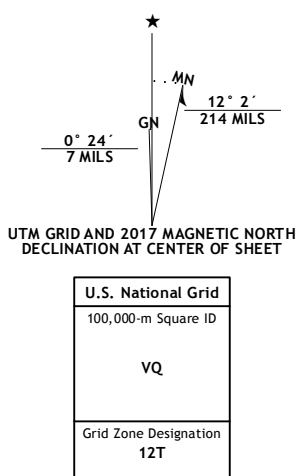 ★
MN
GN
12° 2´
214 MILS
0° 24´
7 MILS
UTM GRID AND 2017 MAGNETIC NORTH
DECLINATION AT CENTER OF SHEET
U.S. National Grid
100,000-m Square ID
VQ
Grid Zone Designation
12T